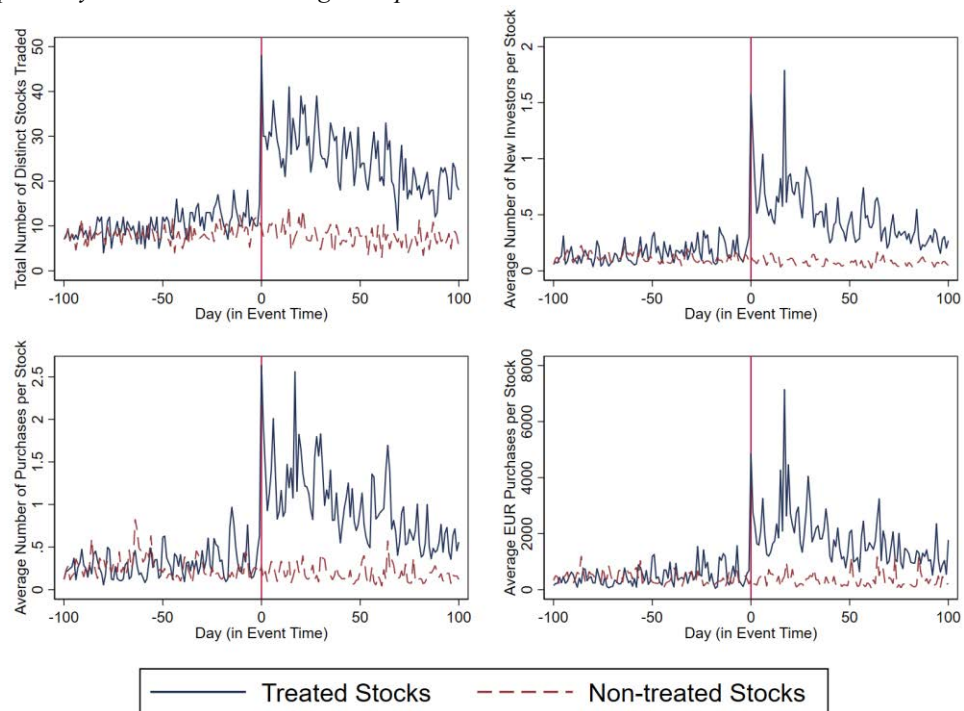 Total Number of Distinct Stocks Traded
50
40
30
20
10
0
-100 -50 0 50 100
Day (in Event Time)
Average Number of New Investors per Stock
2
1.5
1
.5
0
-100 -50 0 50 100
Day (in Event Time)
Average Number of Purchases per Stock
2.5
2
1.5
1
.5
0
-100 -50 0 50 100
Day (in Event Time)
Average EUR Purchases per Stock
8000
6000
4000
2000
0
-100 -50 0 50 100
Day (in Event Time)
Treated Stocks Non-treated Stocks